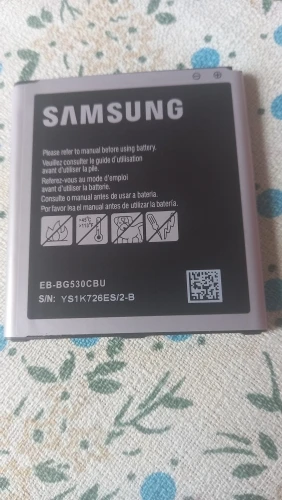 SAMSUNG
Please refer to manual before using battery.
Veuillez consulter le guide d'utilisation
avant d'utiliser la pile.
Referez-vous au mode d'emploi
avant d'utiliser la batterie.
Consulte o manual antes de usar a bateria.
Por favor lna el manual antes de utilizar la bateria.
EB-BG530CBU
S/N: YS1K726ES/2-B